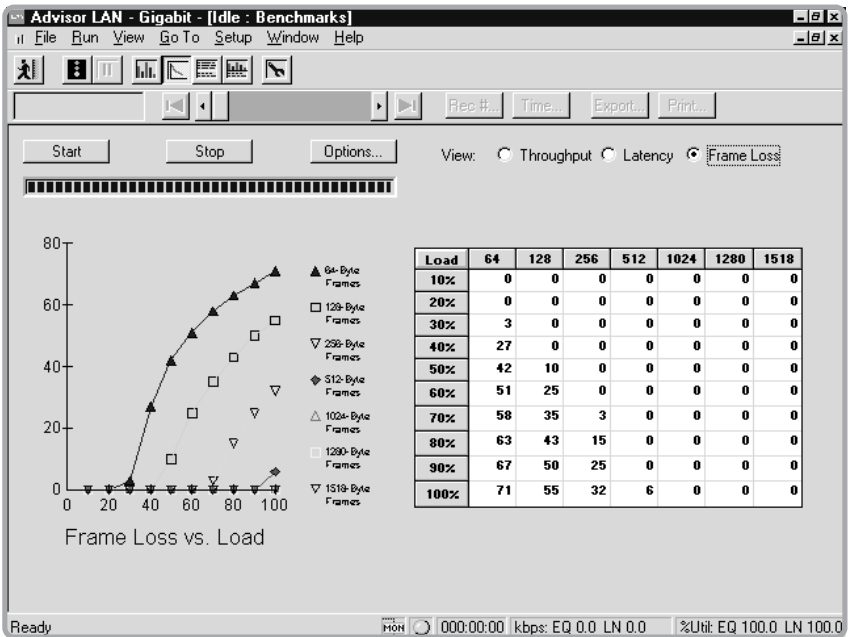 Advisor LAN - Gigabit - [Idle : Benchmarks]
File Run View Go To Setup Window Help
Rec #... Time... Export... Print...
Start Stop Options... View: Throughput Latency Frame Loss
80
60
40
20
0
0 20 40 60 80 100
Frame Loss vs. Load
64-Byte
Frames
128-Byte
Frames
256-Byte
Frames
512-Byte
Frames
1024-Byte
Frames
1280-Byte
Frames
1518-Byte
Frames
Load 64 128 256 512 1024 1280 1518
10% 0 0 0 0 0 0 0
20% 0 0 0 0 0 0 0
30% 3 0 0 0 0 0 0
40% 27 0 0 0 0 0 0
50% 42 10 0 0 0 0 0
60% 51 25 0 0 0 0 0
70% 58 35 3 0 0 0 0
80% 63 43 15 0 0 0 0
90% 67 50 25 0 0 0 0
100% 71 55 32 6 0 0 0
Ready MON 000:00:00 kbps: EQ 0.0 LN 0.0 %Util: EQ 100.0 LN 100.0